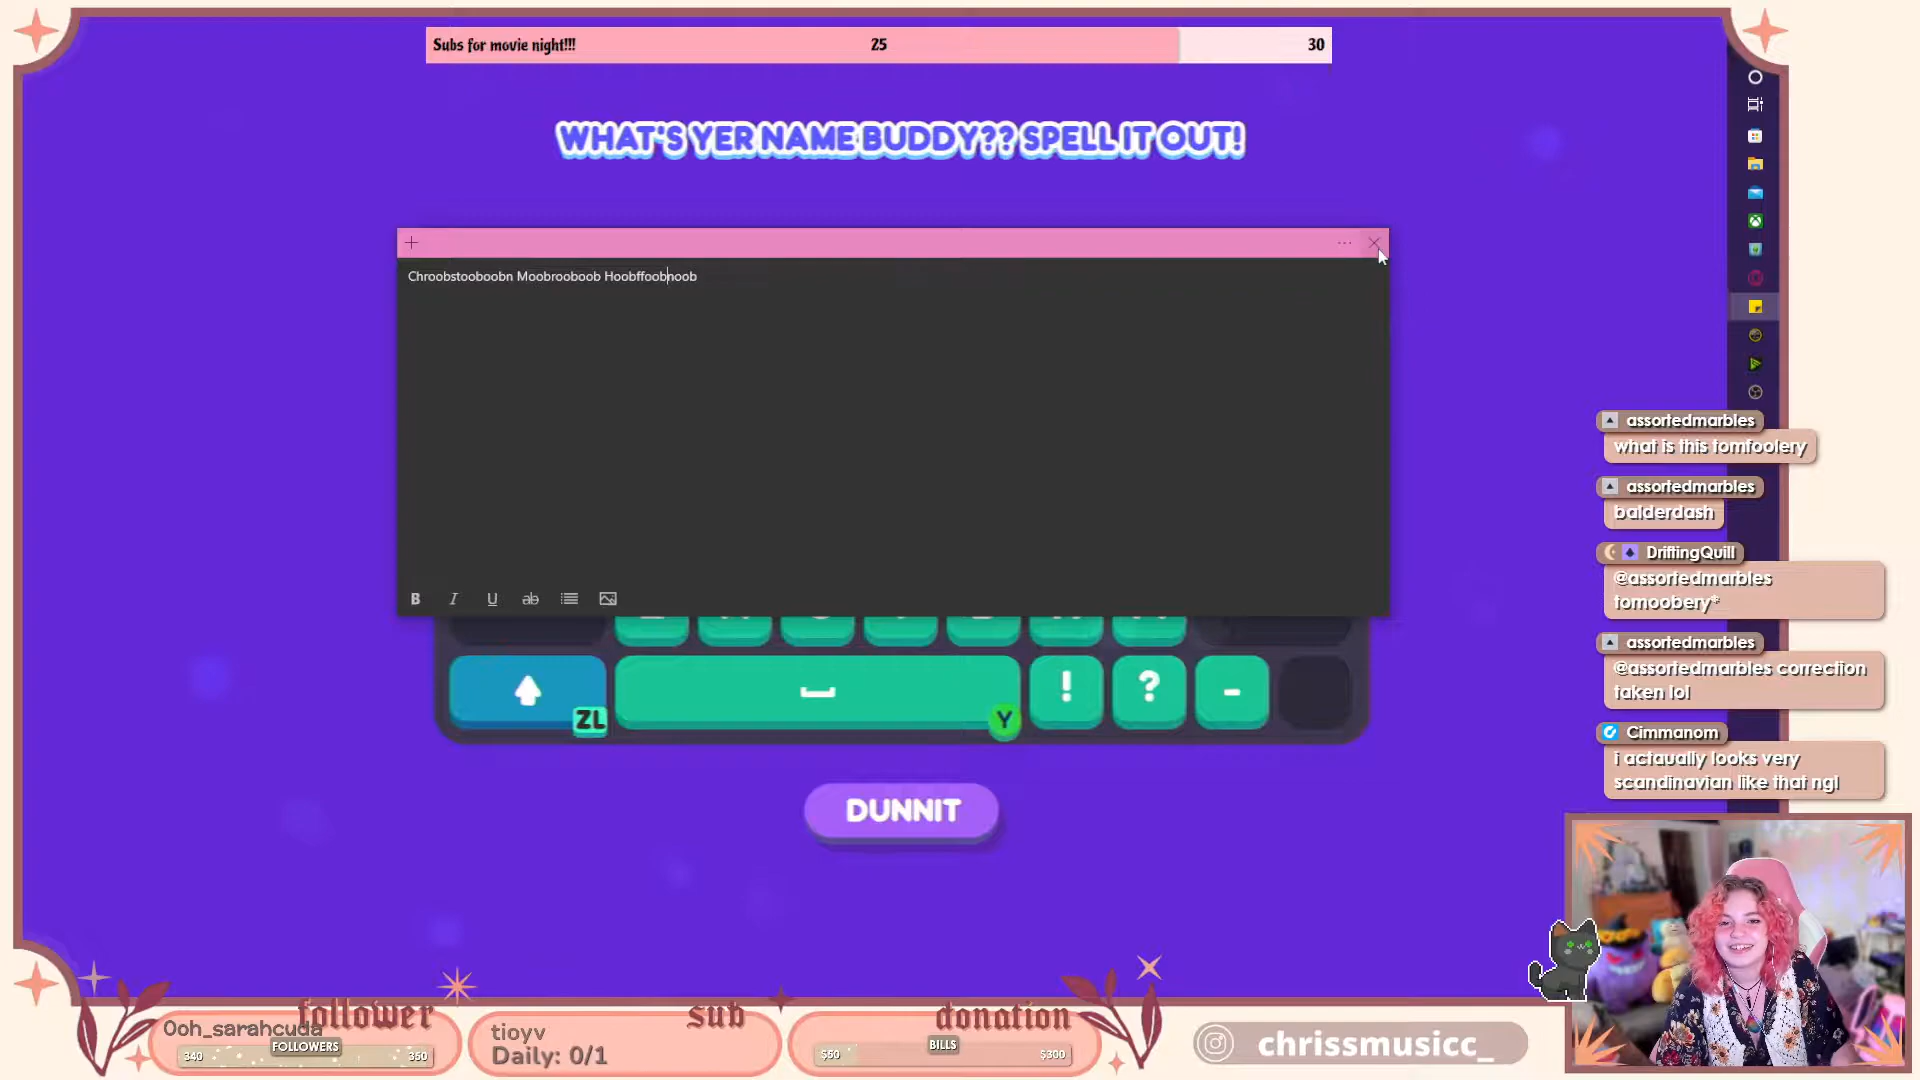 Subs for movie night!!! 25 30
WHAT'S YER NAME BUDDY?? SPELL IT OUT!
Chroobstooboobn Moobrooboob Hoobffoobnoob
B I U ab
ZL
Y
! ? -
DUNNIT
assortedmarbles
what is this tomfoolery
assortedmarbles
balderdash
DriftingQuill
@assortedmarbles
tomoobery*
assortedmarbles
@assortedmarbles correction
taken lol
Cimmanom
i actaually looks very
scandinavian like that ngl
follower
Ooh_sarahcuda
FOLLOWERS
340 350
sub
tioyv
Daily: 0/1
donation
BILLS
$50 $300
chrissmusicc_